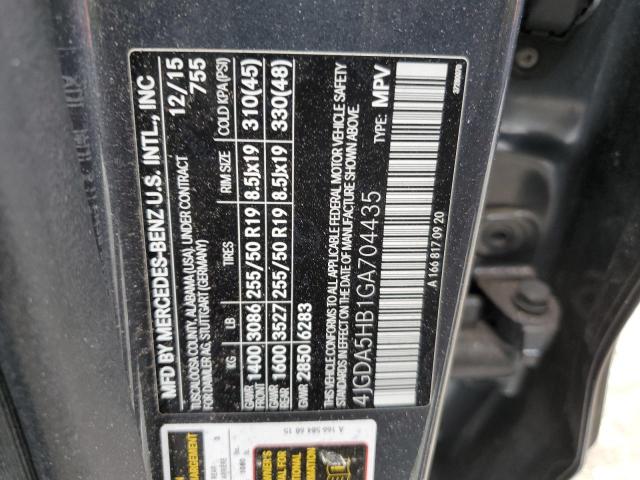 MFD BY MERCEDES-BENZ U.S. INTL., INC
TUSCALOOSA COUNTY, ALABAMA (USA), UNDER CONTRACT
FOR DAIMLER AG, STUTTGART (GERMANY)
12/15
755
KG LB TIRES RIM SIZE COLD KPA (PSI)
GAWR FRONT 1400 3086 255/50 R19 8.5Jx19 310(45)
GAWR REAR 1600 3527 255/50 R19 8.5Jx19 330(48)
GVWR 2850 6283
THIS VEHICLE CONFORMS TO ALL APPLICABLE FEDERAL MOTOR VEHICLE SAFETY
STANDARDS IN EFFECT ON THE DATE OF MANUFACTURE SHOWN ABOVE.
4JGDA5HB1GA704435 TYPE: MPV
A 166 817 09 20
A 166 584 68 15